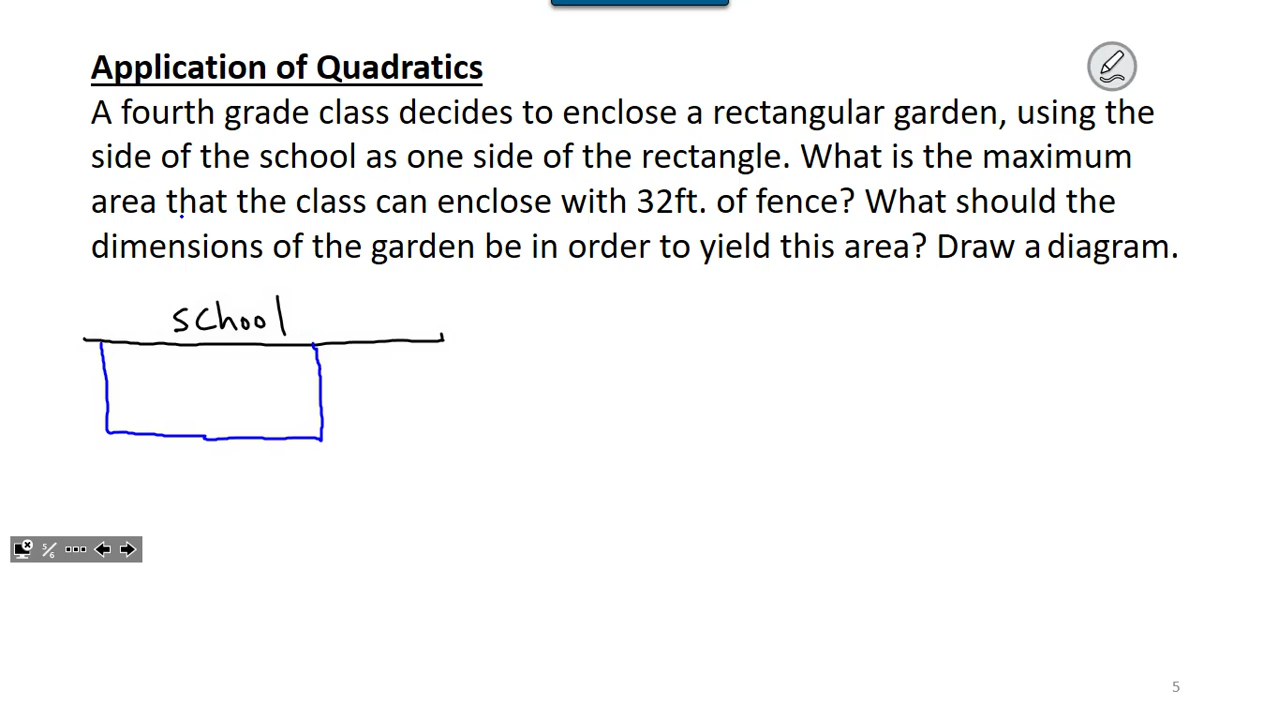 Application of Quadratics
A fourth grade class decides to enclose a rectangular garden, using the
side of the school as one side of the rectangle. What is the maximum
area that the class can enclose with 32ft. of fence? What should the
dimensions of the garden be in order to yield this area? Draw a diagram.
school
5/6
5